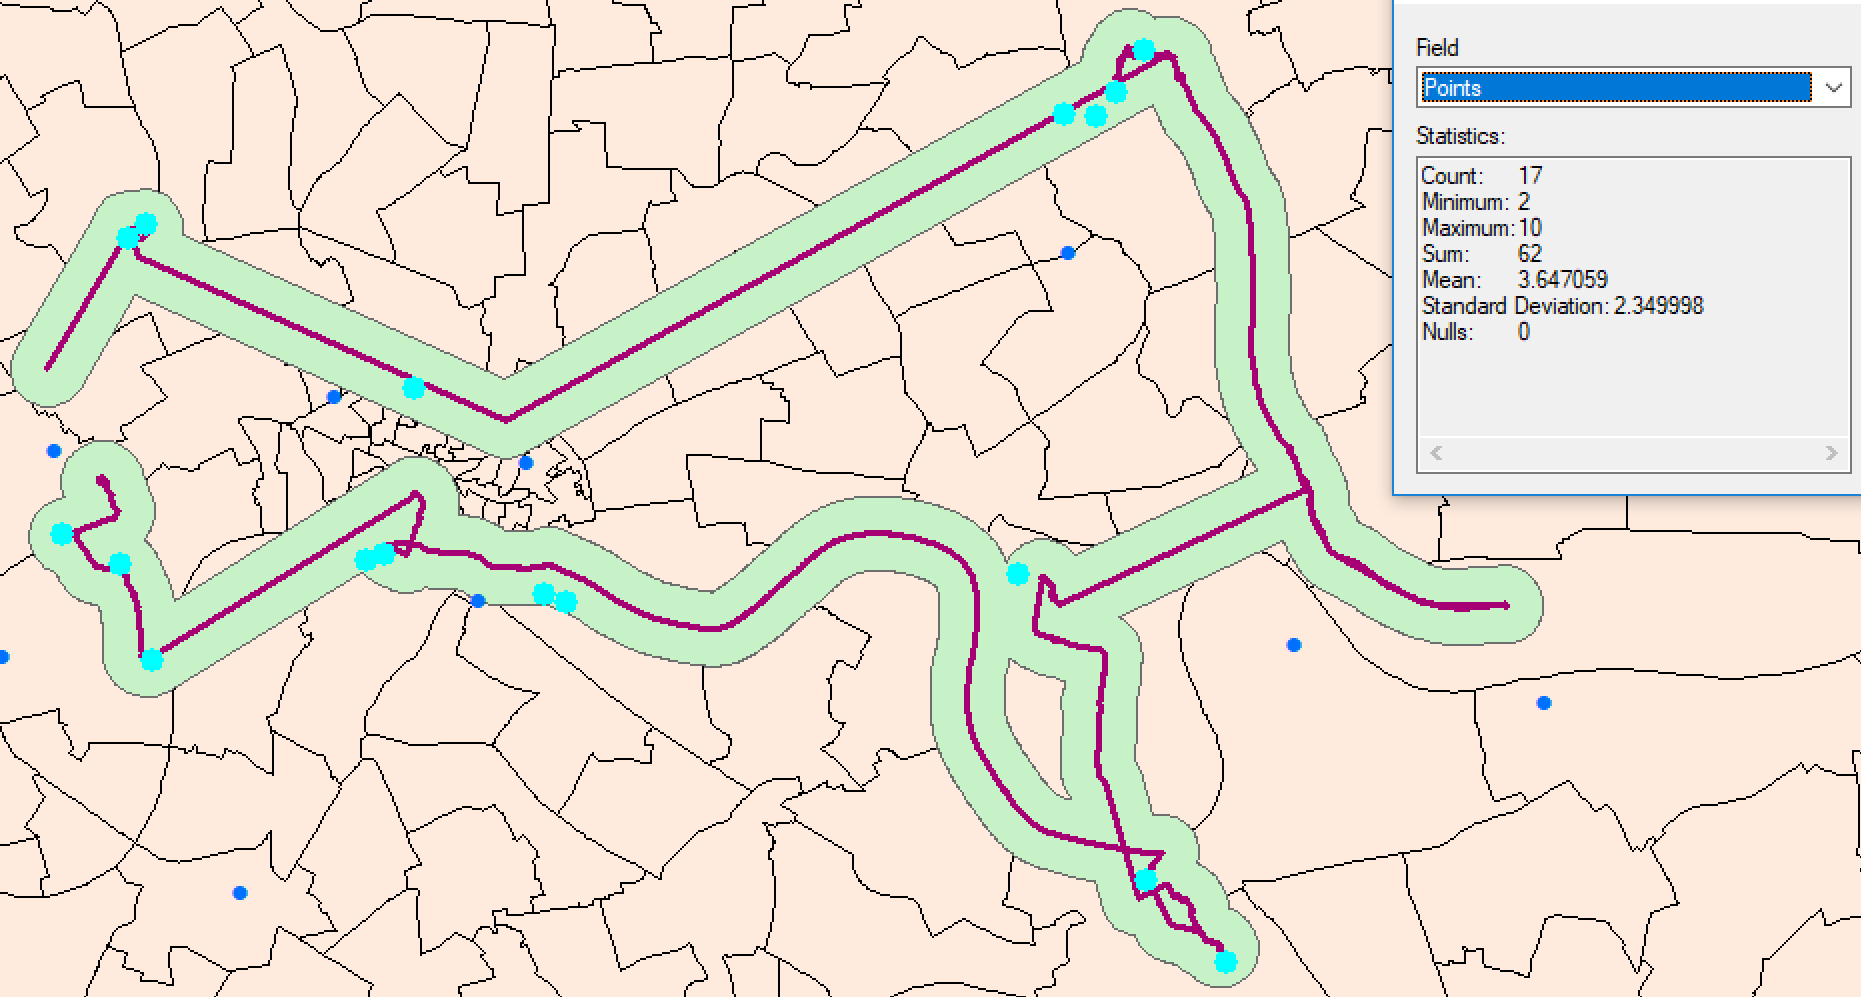 Field
Points
Statistics:
Count: 17
Minimum: 2
Maximum: 10
Sum: 62
Mean: 3.647059
Standard Deviation: 2.349998
Nulls: 0